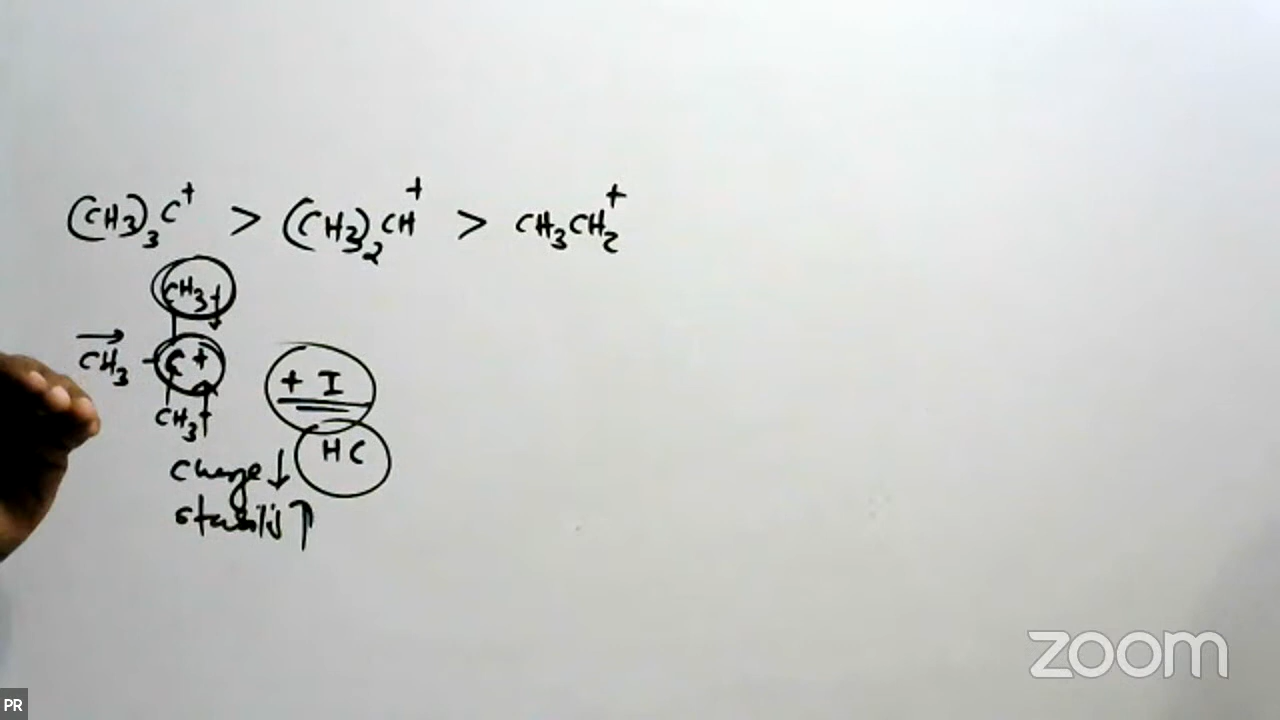 (CH3)3C+ > (CH3)2CH+ > CH3CH2+
CH3
CH3 - C+
CH3
+ I
HC
charge ↓
stability ↑
zoom
PR